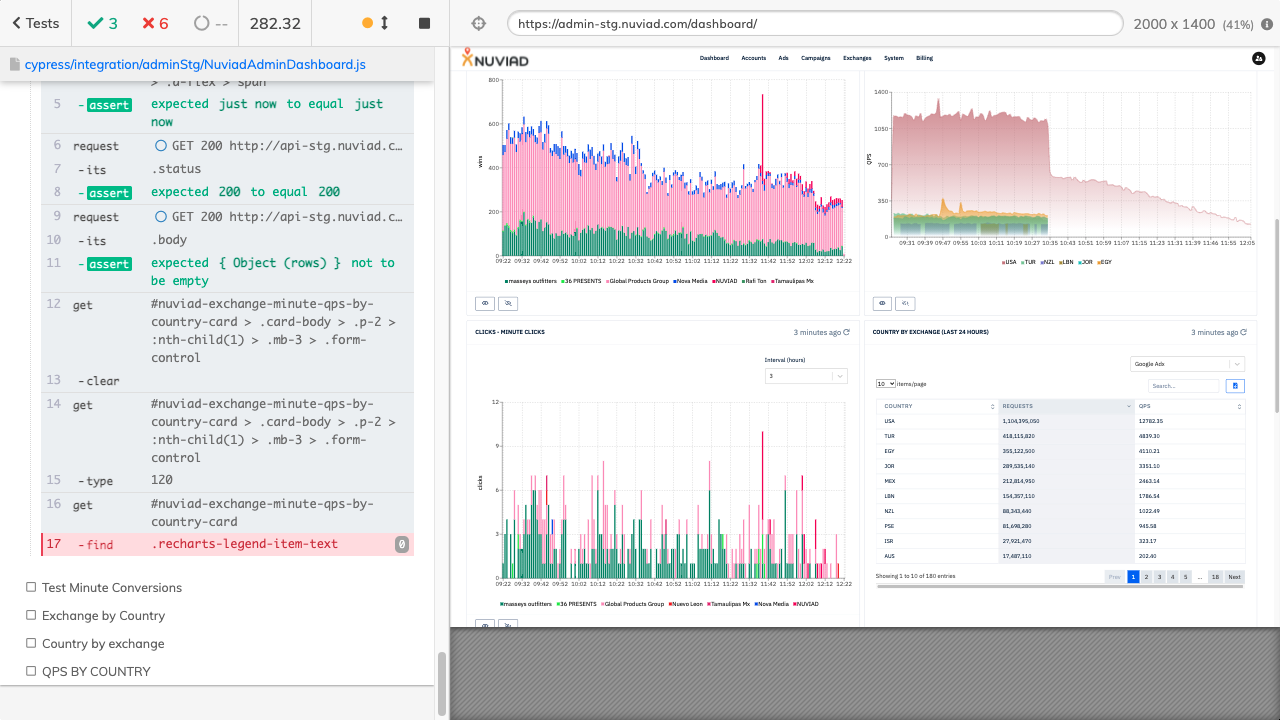 Tests
3
6
--
282.32
https://admin-stg.nuviad.com/dashboard/
2000 x 1400 (41%)
cypress/integration/adminStg/NuviadAdminDashboard.js
> .d-flex > span
5 -assert expected just now to equal just
now
6 request GET 200 http://api-stg.nuviad.c…
7 -its .status
8 -assert expected 200 to equal 200
9 request GET 200 http://api-stg.nuviad.c…
10 -its .body
11 -assert expected { Object (rows) } not to
be empty
12 get #nuviad-exchange-minute-qps-by-
country-card > .card-body > .p-2 >
:nth-child(1) > .mb-3 > .form-
control
13 -clear
14 get #nuviad-exchange-minute-qps-by-
country-card > .card-body > .p-2 >
:nth-child(1) > .mb-3 > .form-
control
15 -type 120
16 get #nuviad-exchange-minute-qps-by-
country-card
17 -find .recharts-legend-item-text 0
Test Minute Conversions
Exchange by Country
Country by exchange
QPS BY COUNTRY
NUVIAD
Dashboard Accounts Ads Campaigns Exchanges System Billing
800
600
400
200
0
wins
09:22 09:32 09:42 09:52 10:02 10:12 10:22 10:32 10:42 10:52 11:02 11:12 11:22 11:32 11:42 11:52 12:02 12:12 12:22
masseys outfitters 36 PRESENTS Global Products Group Nova Media NUVIAD Rafi Ton Tamaulipas Mx
1400
1050
700
350
0
QPS
09:31 09:39 09:47 09:55 10:03 10:11 10:19 10:27 10:35 10:43 10:51 10:59 11:07 11:15 11:23 11:31 11:39 11:46 11:55 12:05
USA TUR NZL LBN JOR EGY
CLICKS - MINUTE CLICKS 3 minutes ago
Interval (hours)
3
12
9
6
3
0
clicks
09:22 09:32 09:42 09:52 10:02 10:12 10:22 10:32 10:42 10:52 11:02 11:12 11:22 11:32 11:42 11:52 12:02 12:12 12:22
masseys outfitters 36 PRESENTS Global Products Group Nuevo Leon Tamaulipas Mx Nova Media NUVIAD
COUNTRY BY EXCHANGE (LAST 24 HOURS) 3 minutes ago
Google Adx
10 items/page Search...
COUNTRY REQUESTS QPS
USA 1,104,395,050 12782.35
TUR 418,115,820 4839.30
EGY 355,122,500 4110.21
JOR 289,535,140 3351.10
MEX 212,814,950 2463.14
LBN 154,357,110 1786.54
NZL 88,343,440 1022.49
PSE 81,698,280 945.58
ISR 27,921,470 323.17
AUS 17,487,110 202.40
Showing 1 to 10 of 180 entries Prev 1 2 3 4 5 ... 18 Next